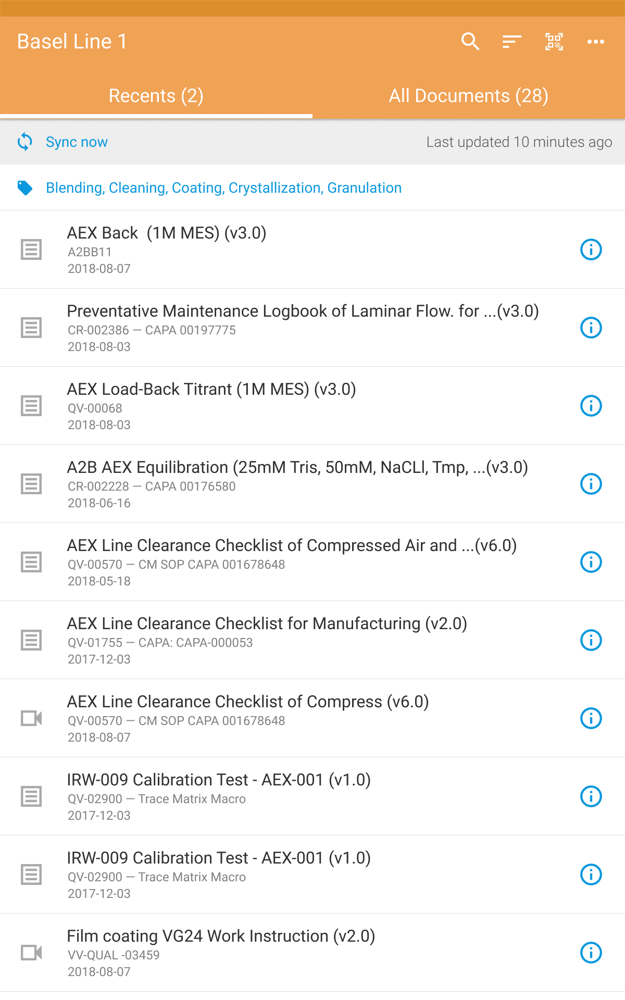 Basel Line 1
Recents (2)
All Documents (28)
Sync now
Last updated 10 minutes ago
Blending, Cleaning, Coating, Crystallization, Granulation
AEX Back  (1M MES) (v3.0)
A2BB11
2018-08-07
Preventative Maintenance Logbook of Laminar Flow. for ...(v3.0)
CR-002386 — CAPA 00197775
2018-08-03
AEX Load-Back Titrant (1M MES) (v3.0)
QV-00068
2018-08-03
A2B AEX Equilibration (25mM Tris, 50mM, NaCLl, Tmp, ...(v3.0)
CR-002228 — CAPA 00176580
2018-06-16
AEX Line Clearance Checklist of Compressed Air and ...(v6.0)
QV-00570 — CM SOP CAPA 001678648
2018-05-18
AEX Line Clearance Checklist for Manufacturing (v2.0)
QV-01755 — CAPA: CAPA-000053
2017-12-03
AEX Line Clearance Checklist of Compress (v6.0)
QV-00570 — CM SOP CAPA 001678648
2018-08-07
IRW-009 Calibration Test - AEX-001 (v1.0)
QV-02900 — Trace Matrix Macro
2017-12-03
IRW-009 Calibration Test - AEX-001 (v1.0)
QV-02900 — Trace Matrix Macro
2017-12-03
Film coating VG24 Work Instruction (v2.0)
VV-QUAL -03459
2018-08-07